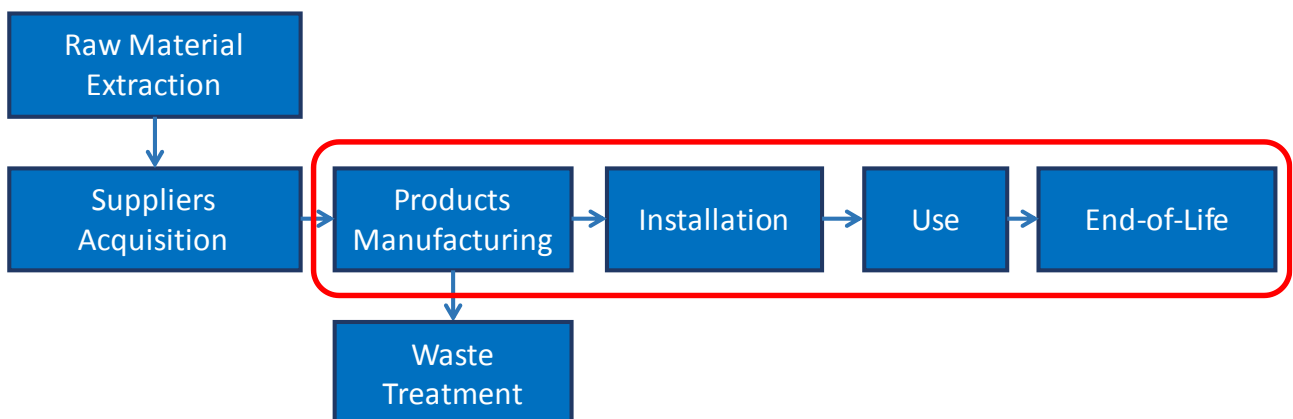 Raw Material
Extraction
Suppliers
Acquisition
Products
Manufacturing
Installation
Use
End-of-Life
Waste
Treatment